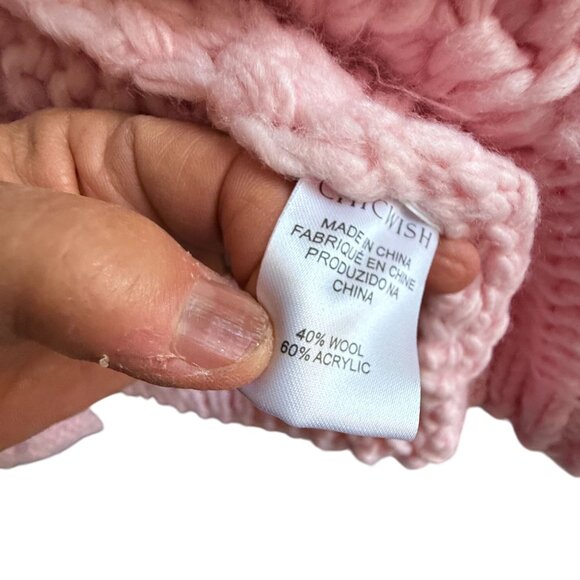 CHICWISH
MADE IN CHINA
FABRIQUÉ EN CHINE
PRODUZIDO NA
CHINA
40% WOOL
60% ACRYLIC